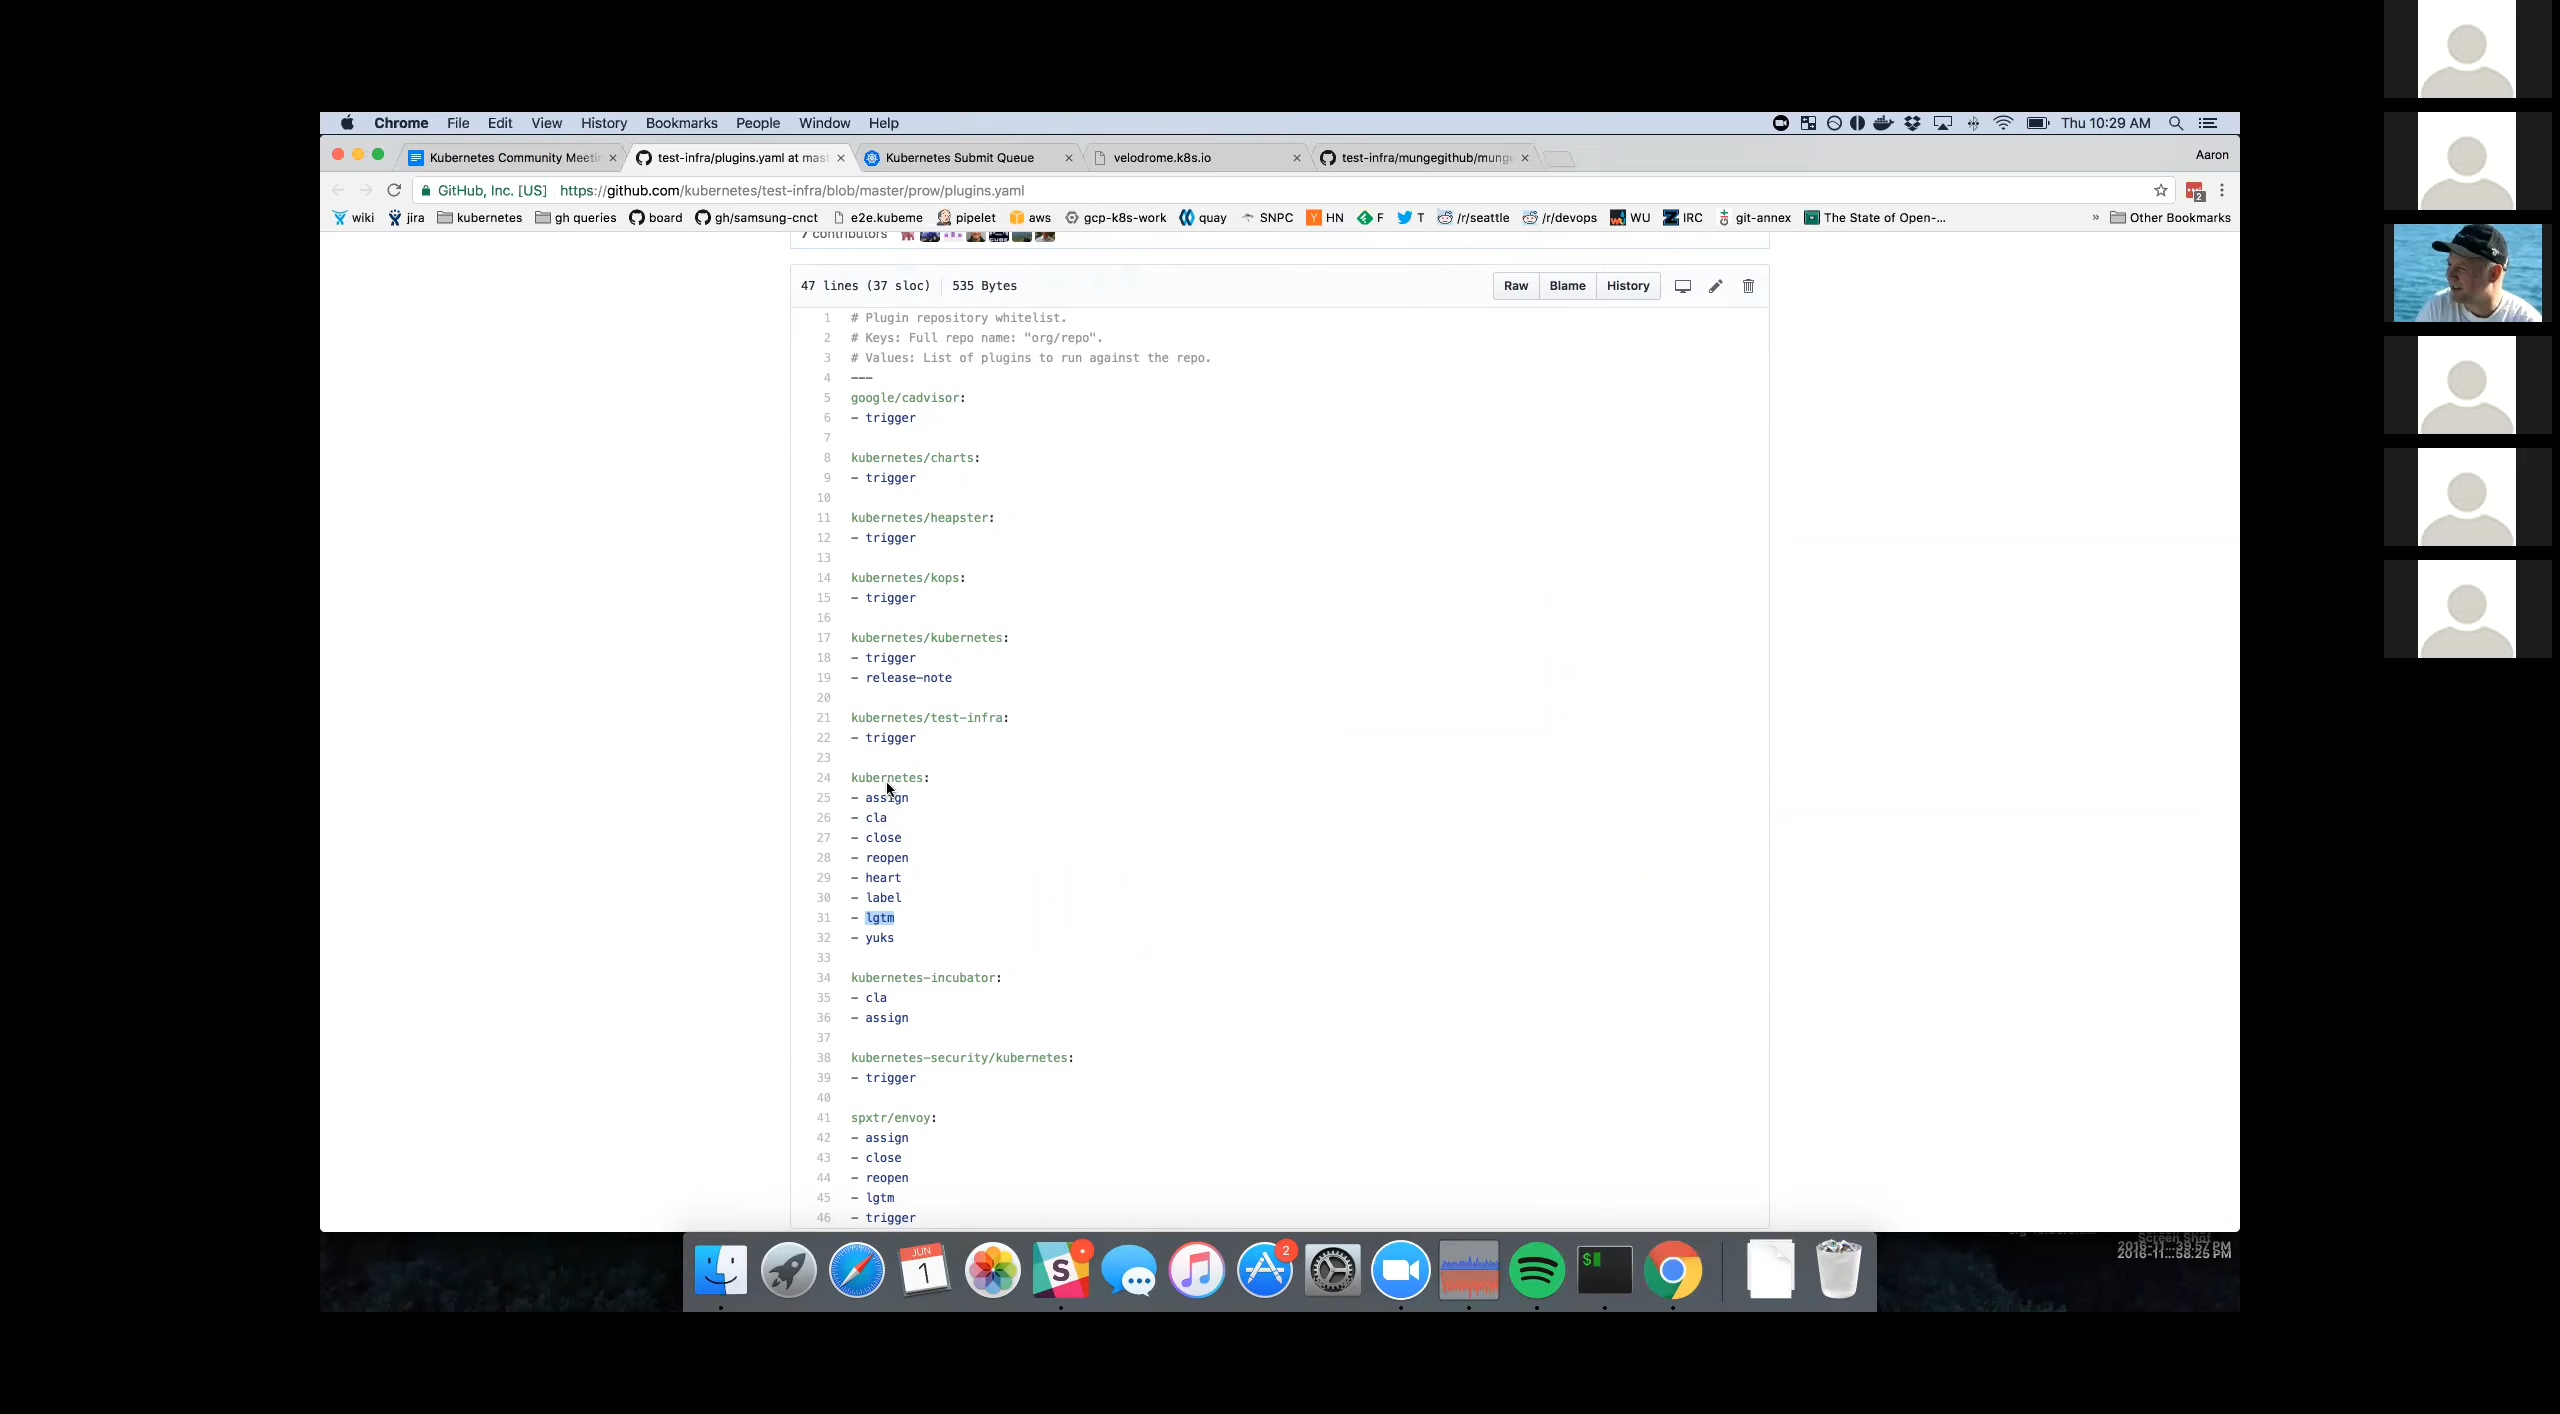 Chrome File Edit View History Bookmarks People Window Help
Thu 10:29 AM
Kubernetes Community Meetin
test-infra/plugins.yaml at mast
Kubernetes Submit Queue
velodrome.k8s.io
test-infra/mungegithub/munge
Aaron
GitHub, Inc. [US] https://github.com/kubernetes/test-infra/blob/master/prow/plugins.yaml
2
wiki jira kubernetes gh queries board gh/samsung-cnct e2e.kubeme pipelet aws gcp-k8s-work quay SNPC HN F T /r/seattle /r/devops WU IRC git-annex The State of Open-... » Other Bookmarks
7 contributors
47 lines (37 sloc) 535 Bytes
Raw Blame History
1 # Plugin repository whitelist.
2 # Keys: Full repo name: "org/repo".
3 # Values: List of plugins to run against the repo.
4 ---
5 google/cadvisor:
6 - trigger
7
8 kubernetes/charts:
9 - trigger
10
11 kubernetes/heapster:
12 - trigger
13
14 kubernetes/kops:
15 - trigger
16
17 kubernetes/kubernetes:
18 - trigger
19 - release-note
20
21 kubernetes/test-infra:
22 - trigger
23
24 kubernetes:
25 - assign
26 - cla
27 - close
28 - reopen
29 - heart
30 - label
31 - lgtm
32 - yuks
33
34 kubernetes-incubator:
35 - cla
36 - assign
37
38 kubernetes-security/kubernetes:
39 - trigger
40
41 spxtr/envoy:
42 - assign
43 - close
44 - reopen
45 - lgtm
46 - trigger
Screen Shot
JUN
1
S
2
$